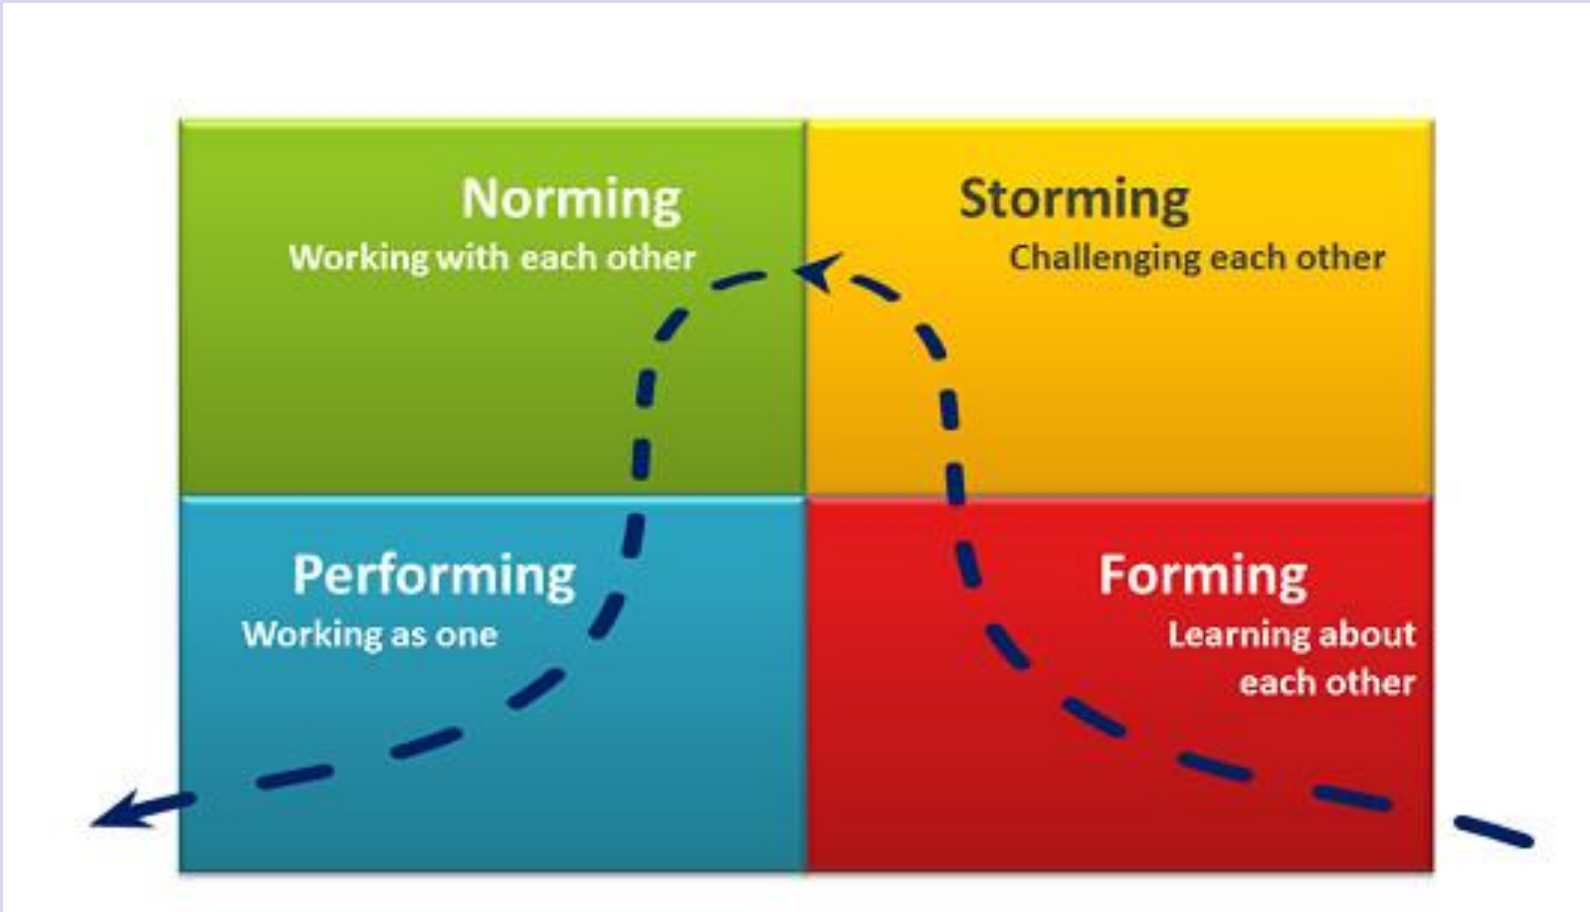 Norming
Working with each other
Storming
Challenging each other
Performing
Working as one
Forming
Learning about
each other